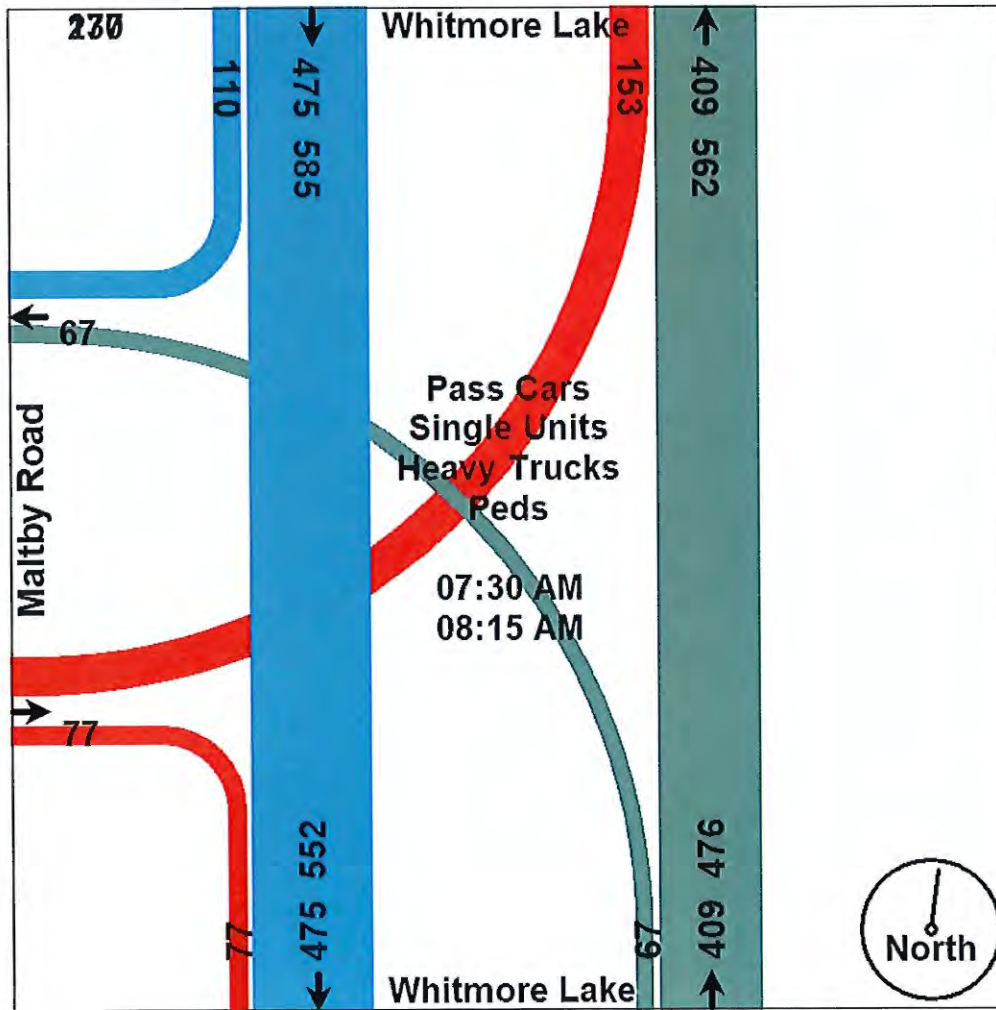 Whitmore Lake
110
475 585
153
409 562
67
Maltby Road
Pass Cars
Single Units
Heavy Trucks
Peds
07:30 AM
08:15 AM
77
77
475 552
67
409 476
North
Whitmore Lake